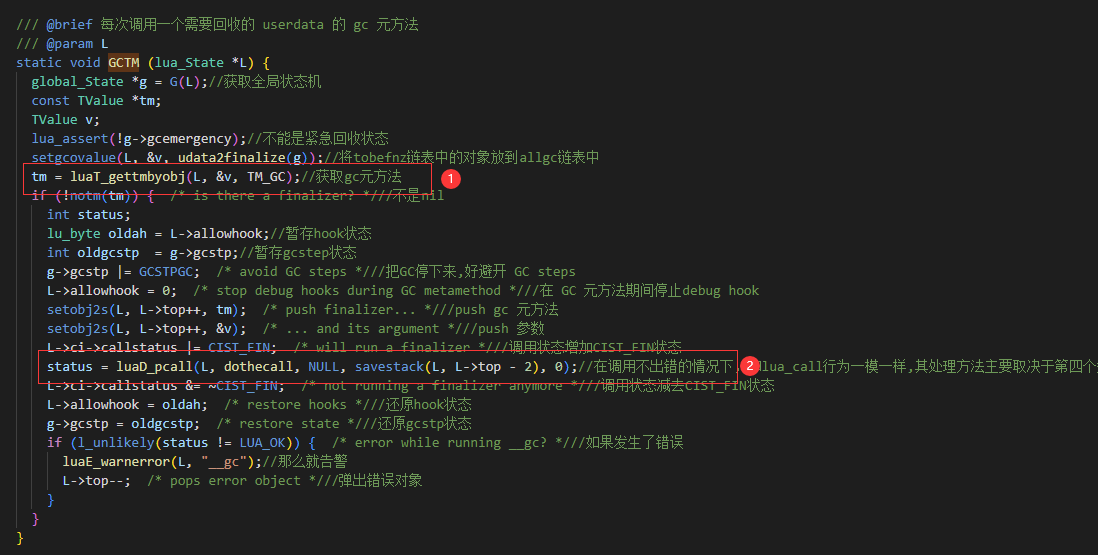 /// @brief 每次调用一个需要回收的 userdata 的 gc 元方法
/// @param L
static void GCTM (lua_State *L) {
global_State *g = G(L);//获取全局状态机
const TValue *tm;
TValue v;
lua_assert(!g->gcemergency);//不能是紧急回收状态
setgcovalue(L, &v, udata2finalize(g));//将tobefnz链表中的对象放到allgc链表中
tm = luaT_gettmbyobj(L, &v, TM_GC);//获取gc元方法 1
if (!notm(tm)) { /* is there a finalizer? *///不是nil
int status;
lu_byte oldah = L->allowhook;//暂存hook状态
int oldgcstp = g->gcstp;//暂存gcstep状态
g->gcstp |= GCSTPGC; /* avoid GC steps *///把GC停下来,好避开 GC steps
L->allowhook = 0; /* stop debug hooks during GC metamethod *///在 GC 元方法期间停止debug hook
setobj2s(L, L->top++, tm); /* push finalizer... *///push gc 元方法
setobj2s(L, L->top++, &v); /* ... and its argument *///push 参数
L->ci->callstatus |= CIST_FIN; /* will run a finalizer *///调用状态增加CIST_FIN状态
status = luaD_pcall(L, dothecall, NULL, savestack(L, L->top - 2), 0);//在调用不出错的情况下, 2 lua_call行为一模一样,其处理方法主要取决于第四个
L->ci->callstatus &= ~CIST_FIN; /* not running a finalizer anymore *///调用状态减去CIST_FIN状态
L->allowhook = oldah; /* restore hooks *///还原hook状态
g->gcstp = oldgcstp; /* restore state *///还原gcstp状态
if (l_unlikely(status != LUA_OK)) { /* error while running __gc? *///如果发生了错误
luaE_warnerror(L, "__gc");//那么就告警
L->top--; /* pops error object *///弹出错误对象
}
}
}